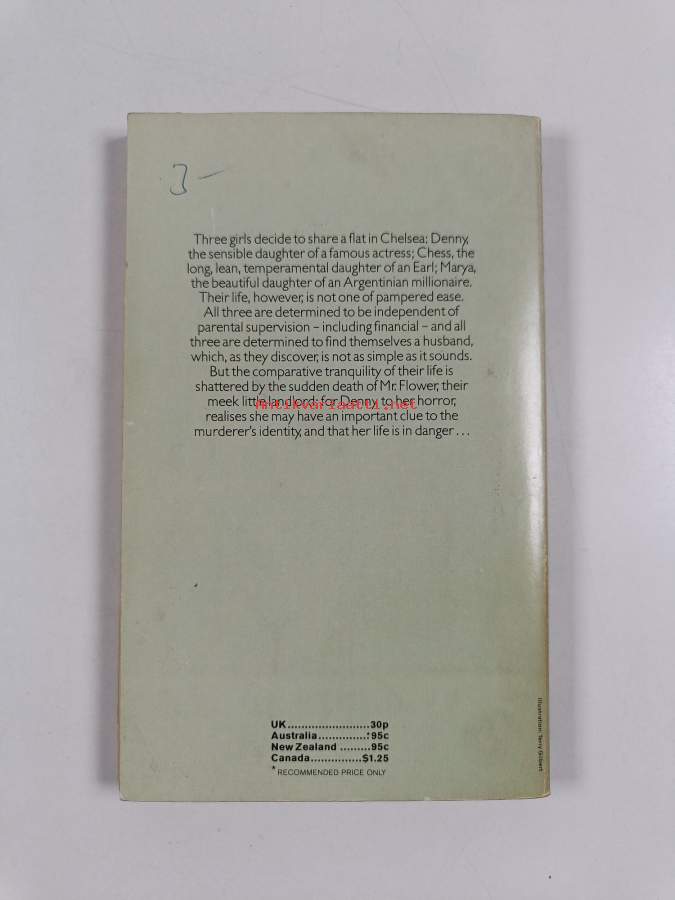 3 —
Three girls decide to share a flat in Chelsea: Denny,
the sensible daughter of a famous actress; Chess, the
long, lean, temperamental daughter of an Earl; Marya,
the beautiful daughter of an Argentinian millionaire.
Their life, however, is not one of pampered ease.
All three are determined to be independent of
parental supervision – including financial – and all
three are determined to find themselves a husband,
which, as they discover, is not as simple as it sounds.
But the comparative tranquility of their life is
shattered by the sudden death of Mr. Flower, their
meek little landlord: for Denny, to her horror,
Antikvariaatti.net
realises she may have an important clue to the
murderer's identity, and that her life is in danger ...
UK........................30p
Australia..............*95c
New Zealand .........95c
Canada...............$1.25
*RECOMMENDED PRICE ONLY
Illustration: Terry Gilbert